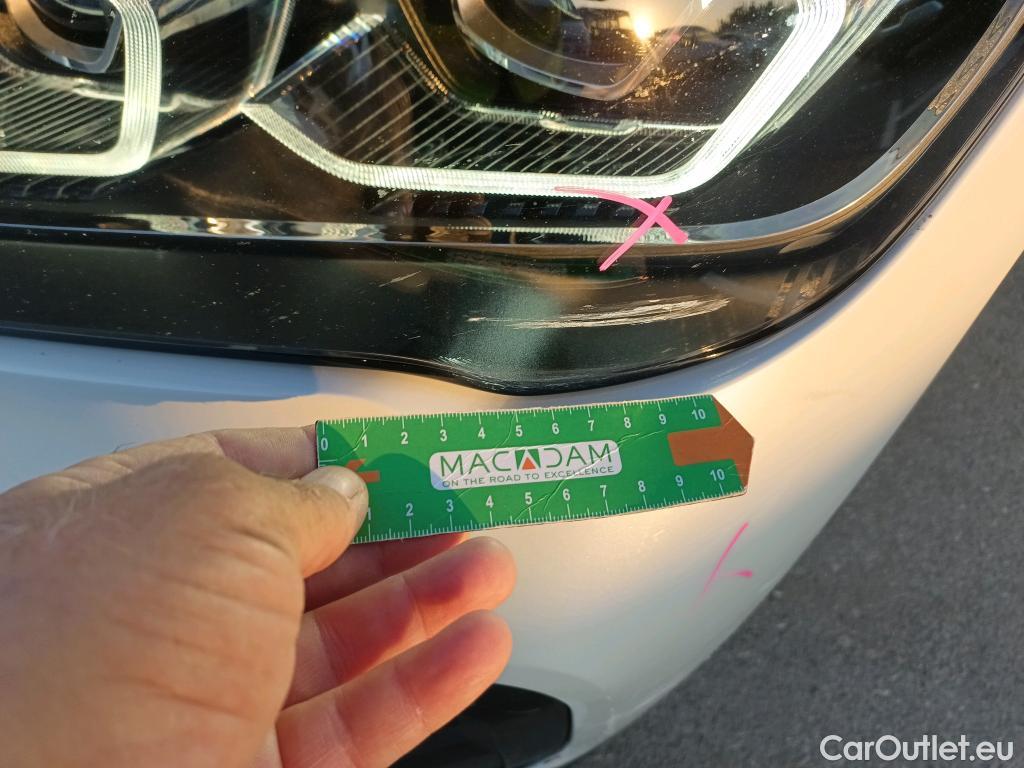 0 1 2 3 4 5 6 7 8 9 10
MACADAM
ON THE ROAD TO EXCELLENCE
1 2 3 4 5 6 7 8 9 10
CarOutlet.eu